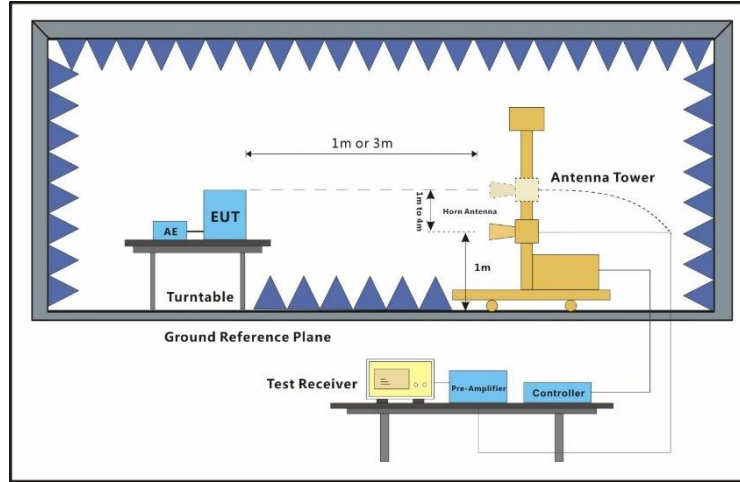 1m or 3m
Antenna Tower
1m to 4m
Horn Antenna
EUT
AE
1m
Turntable
Ground Reference Plane
Test Receiver
Pre-Amplifier
Controller